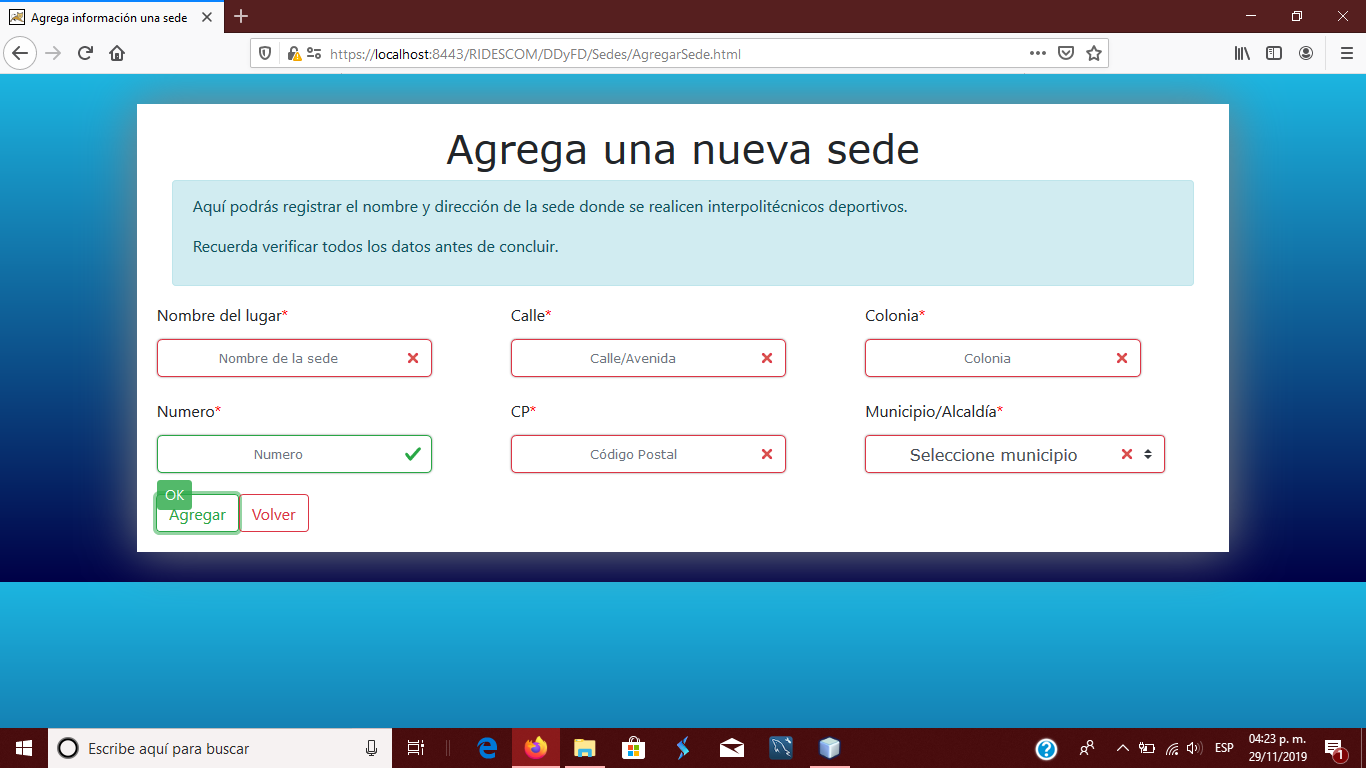 Agrega información una sede
https://localhost:8443/RIDESCOM/DDyFD/Sedes/AgregarSede.html
Agrega una nueva sede
Aquí podrás registrar el nombre y dirección de la sede donde se realicen interpolitécnicos deportivos.
Recuerda verificar todos los datos antes de concluir.
Nombre del lugar* Calle* Colonia*
Nombre de la sede Calle/Avenida Colonia
Numero* CP* Municipio/Alcaldía*
Numero Código Postal Seleccione municipio
OK
Agregar Volver
Escribe aquí para buscar ESP 04:23 p. m.
29/11/2019 1